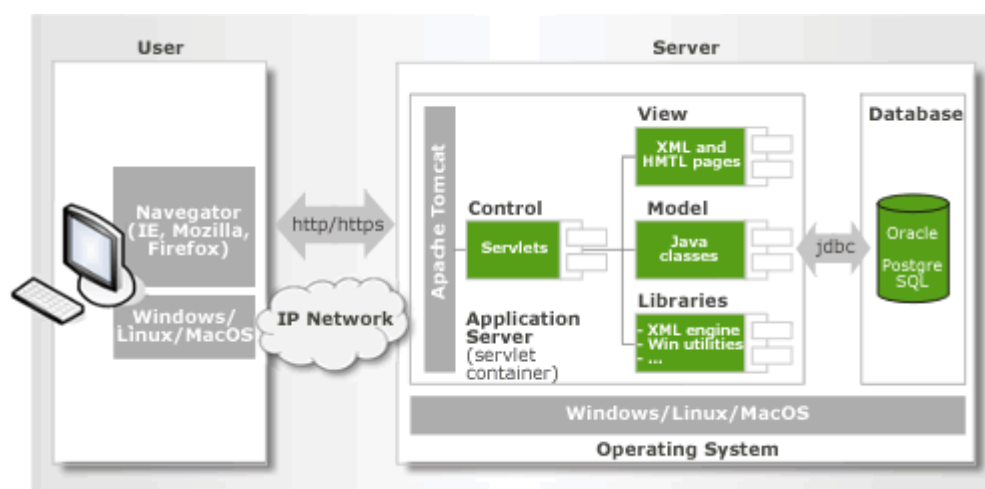 User
Navegator
(IE, Mozilla,
Firefox)
Windows/
Linux/MacOS
http/https
IP Network
Server
Apache Tomcat
Control
Servlets
Application
Server
(servlet
container)
View
XML and
HMTL pages
Model
Java
classes
Libraries
- XML engine
- Win utilities
- ...
jdbc
Database
Oracle
Postgre
SQL
Windows/Linux/MacOS
Operating System